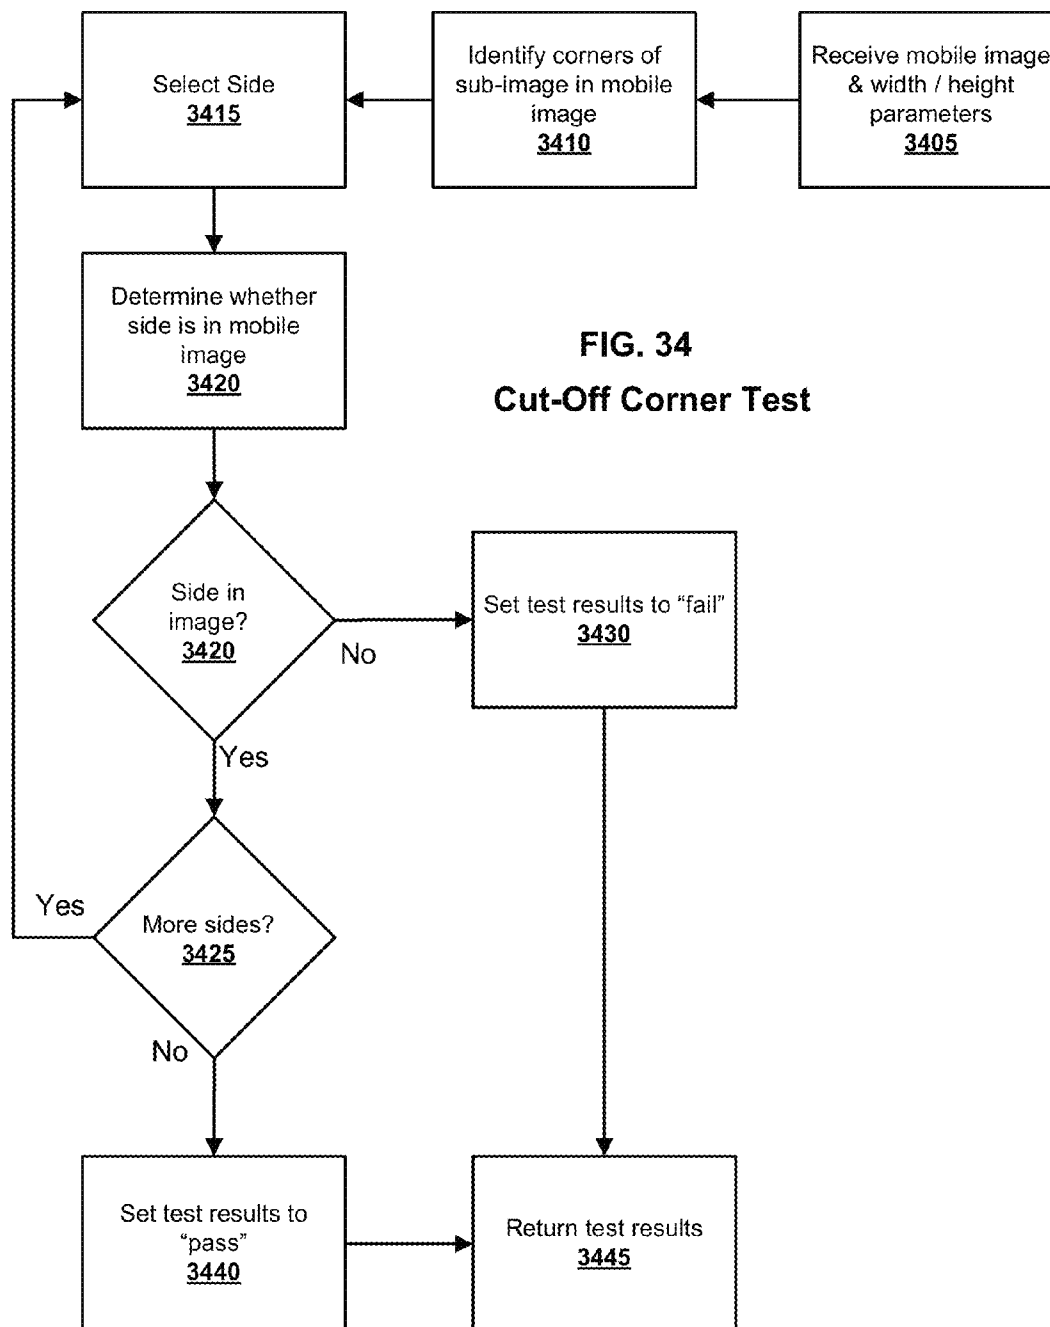 Select Side
3415
Identify corners of
sub-image in mobile
image
3410
Receive mobile image
& width / height
parameters
3405
Determine whether
side is in mobile
image
3420
FIG. 34
Cut-Off Corner Test
Side in
image?
3420
No
Set test results to “fail”
3430
Yes
More sides?
3425
Yes
No
Set test results to
“pass”
3440
Return test results
3445